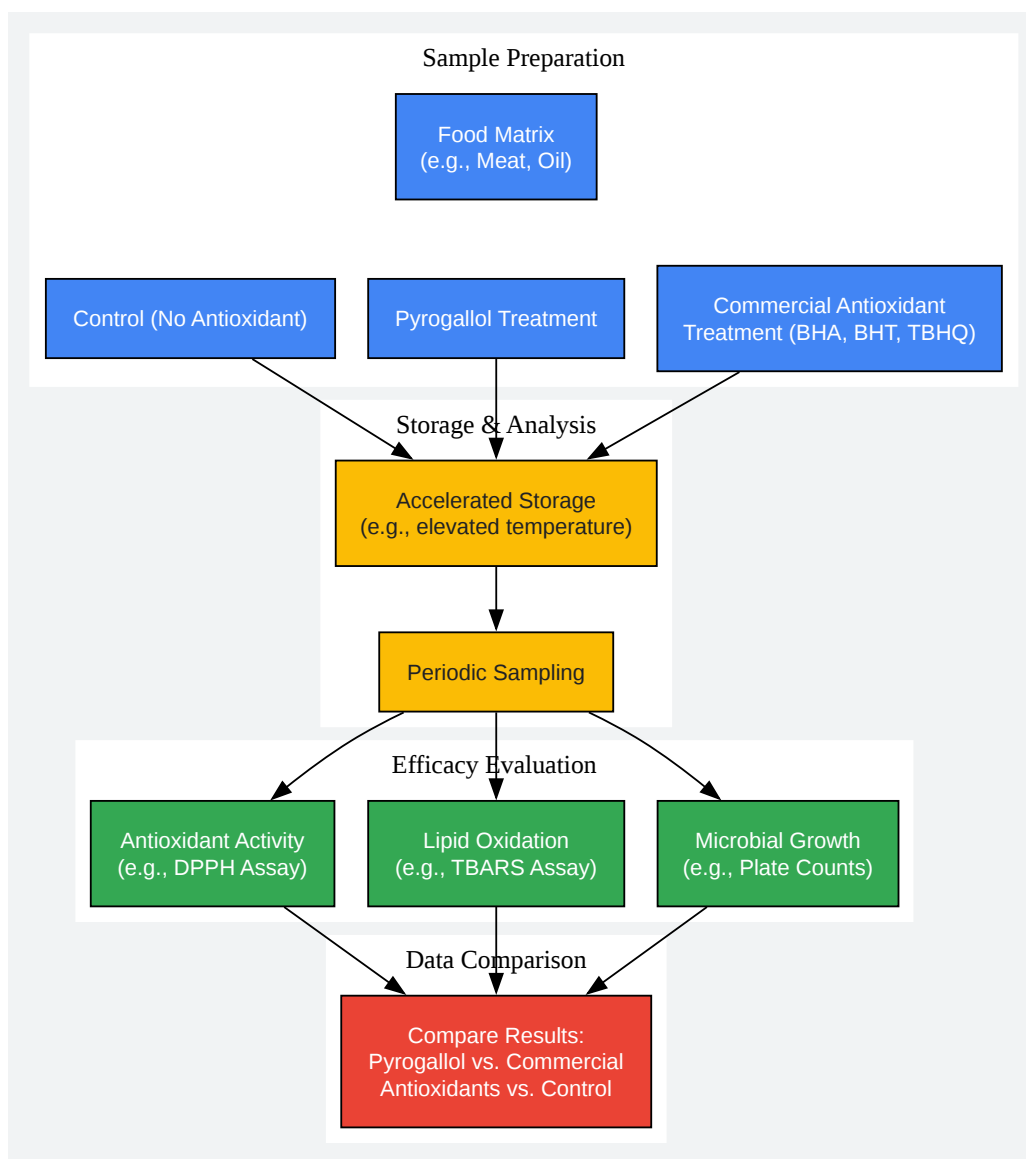 Sample Preparation
Food Matrix
(e.g., Meat, Oil)
Control (No Antioxidant)
Pyrogallol Treatment
Commercial Antioxidant
Treatment (BHA, BHT, TBHQ)
Storage & Analysis
Accelerated Storage
(e.g., elevated temperature)
Periodic Sampling
Efficacy Evaluation
Antioxidant Activity
(e.g., DPPH Assay)
Lipid Oxidation
(e.g., TBARS Assay)
Microbial Growth
(e.g., Plate Counts)
Data Comparison
Compare Results:
Pyrogallol vs. Commercial
Antioxidants vs. Control